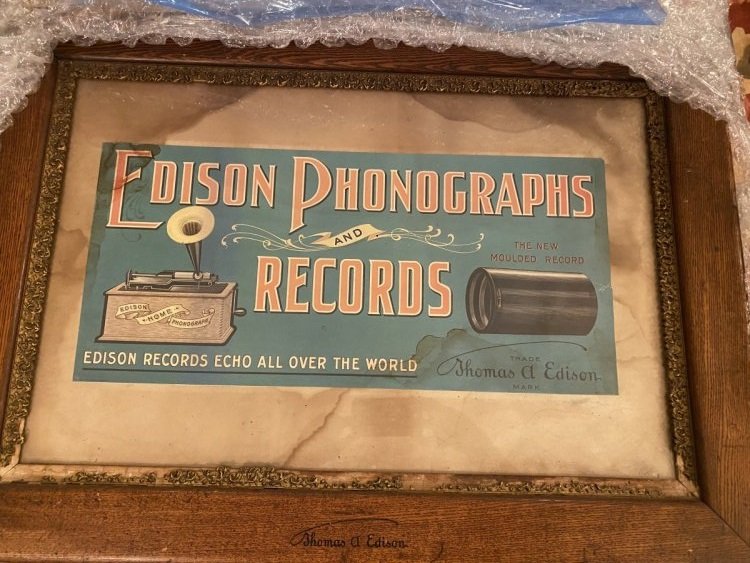 EDISON PHONOGRAPHS
AND
RECORDS
THE NEW
MOULDED RECORD
EDISON
HOME
PHONOGRAPH
EDISON RECORDS ECHO ALL OVER THE WORLD
TRADE
Thomas A Edison
MARK
Thomas A Edison